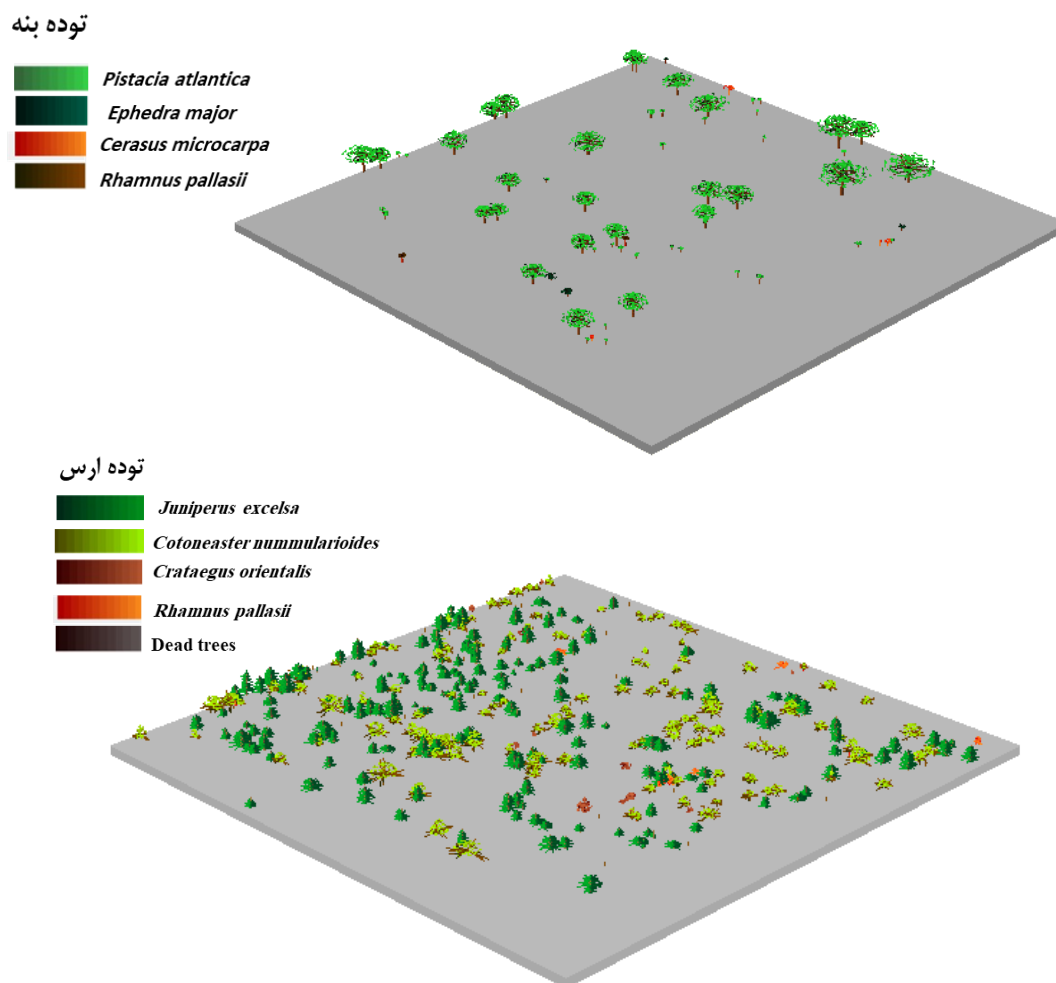 توده بنه
Pistacia atlantica
Ephedra major
Cerasus microcarpa
Rhamnus pallasii
توده ارس
Juniperus excelsa
Cotoneaster nummularioides
Crataegus orientalis
Rhamnus pallasii
Dead trees